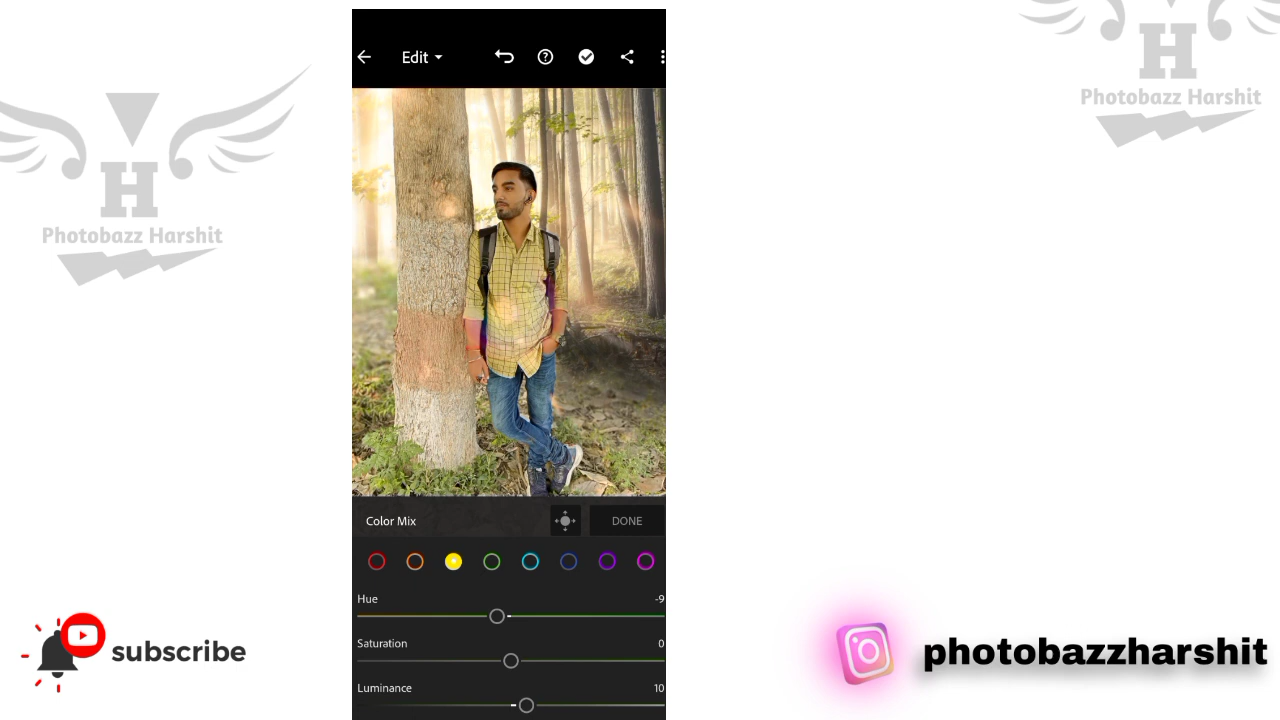 H
Photobazz Harshit
H
Photobazz Harshit
Edit
Color Mix
DONE
Hue -9
Saturation 0
Luminance 10
subscribe
photobazzharshit